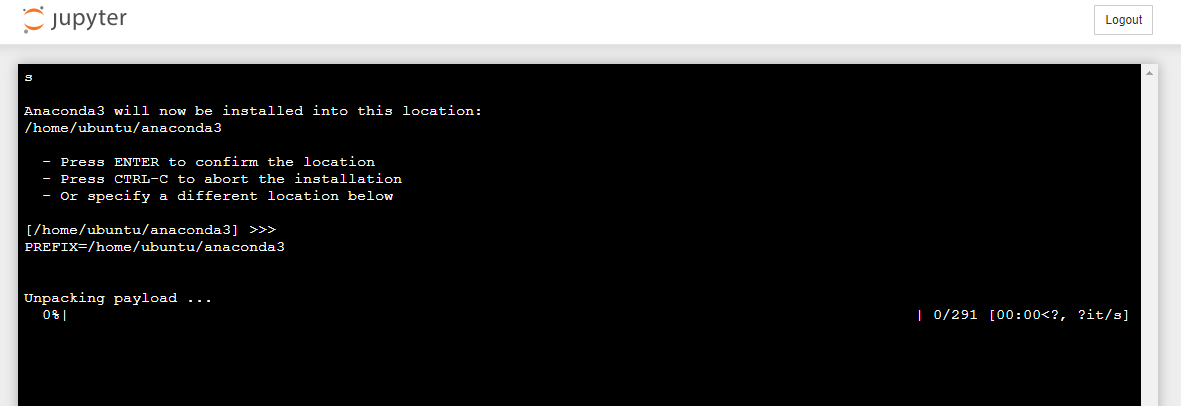 jupyter
Logout
s
Anaconda3 will now be installed into this location:
/home/ubuntu/anaconda3
- Press ENTER to confirm the location
- Press CTRL-C to abort the installation
- Or specify a different location below
[/home/ubuntu/anaconda3] >>>
PREFIX=/home/ubuntu/anaconda3
Unpacking payload ...
0%| | 0/291 [00:00<?, ?it/s]